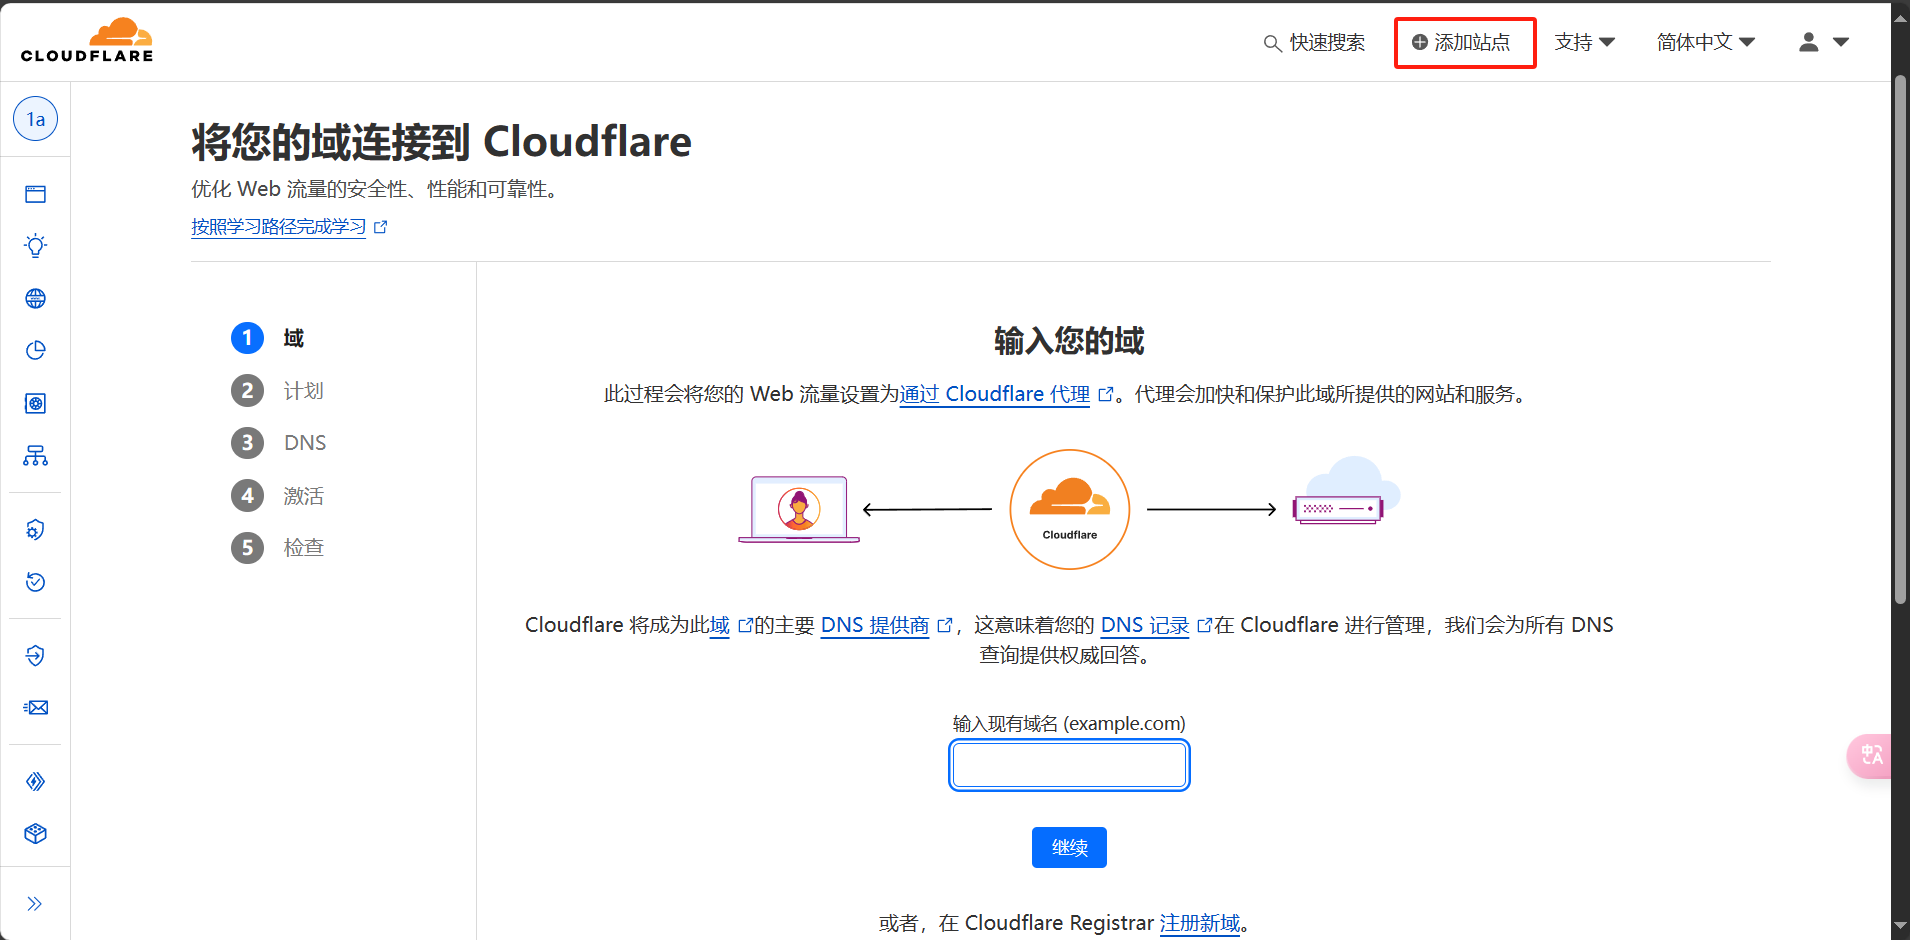 CLOUDFLARE
快速搜索
添加站点
支持
简体中文
1a
将您的域连接到 Cloudflare
优化 Web 流量的安全性、性能和可靠性。
按照学习路径完成学习
1 域
2 计划
3 DNS
4 激活
5 检查
输入您的域
此过程会将您的 Web 流量设置为通过 Cloudflare 代理。代理会加快和保护此域所提供的网站和服务。
Cloudflare
Cloudflare 将成为此域的主要 DNS 提供商，这意味着您的 DNS 记录在 Cloudflare 进行管理，我们会为所有 DNS
查询提供权威回答。
输入现有域名 (example.com)
中A
继续
或者，在 Cloudflare Registrar 注册新域。